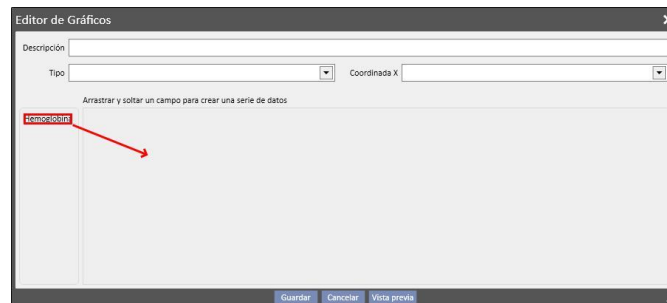 Editor de Gráficos
Descripción
Tipo
Coordinada X
Arrastrar y soltar un campo para crear una serie de datos
Hemoglobina
Guardar Cancelar Vista previa